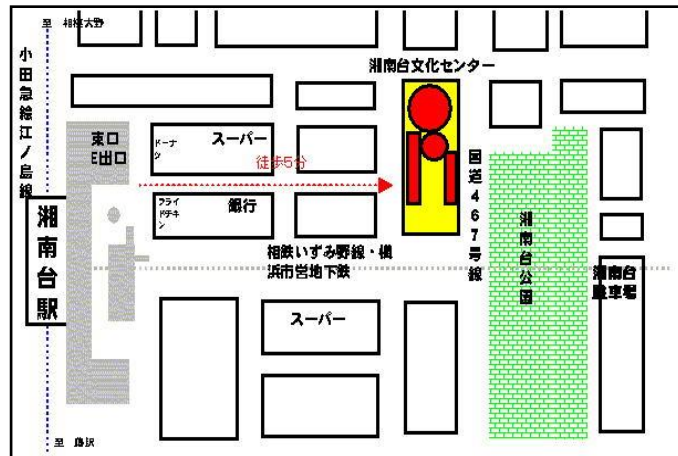 至 相模大野
小田急線江ノ島線
湘南台文化センター
東口
E出口
ドーナ
ツ
スーパー
徒歩5分
フライ
ドチキ
ン
銀行
国道467号線
湘南台公園
湘南台駅
相鉄いずみ野線・横
浜市営地下鉄
湘南台
駐車場
スーパー
至 藤沢